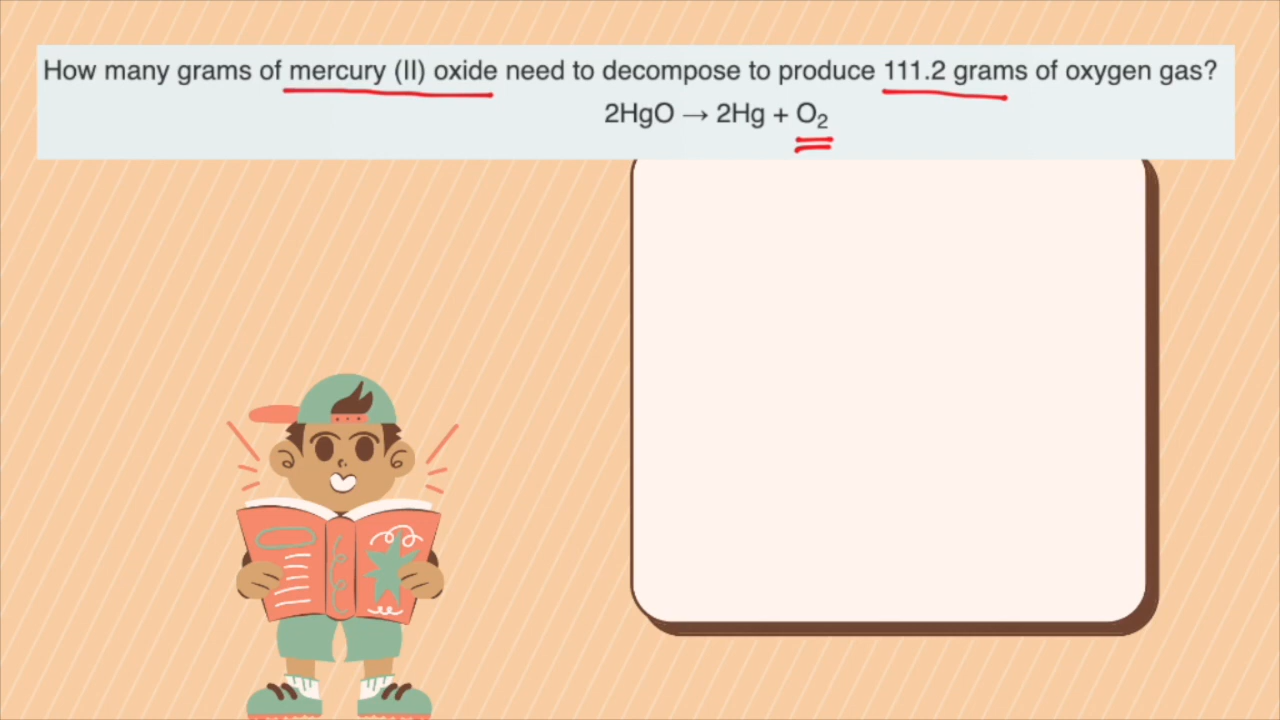 How many grams of mercury (II) oxide need to decompose to produce 111.2 grams of oxygen gas?
2HgO → 2Hg + O₂